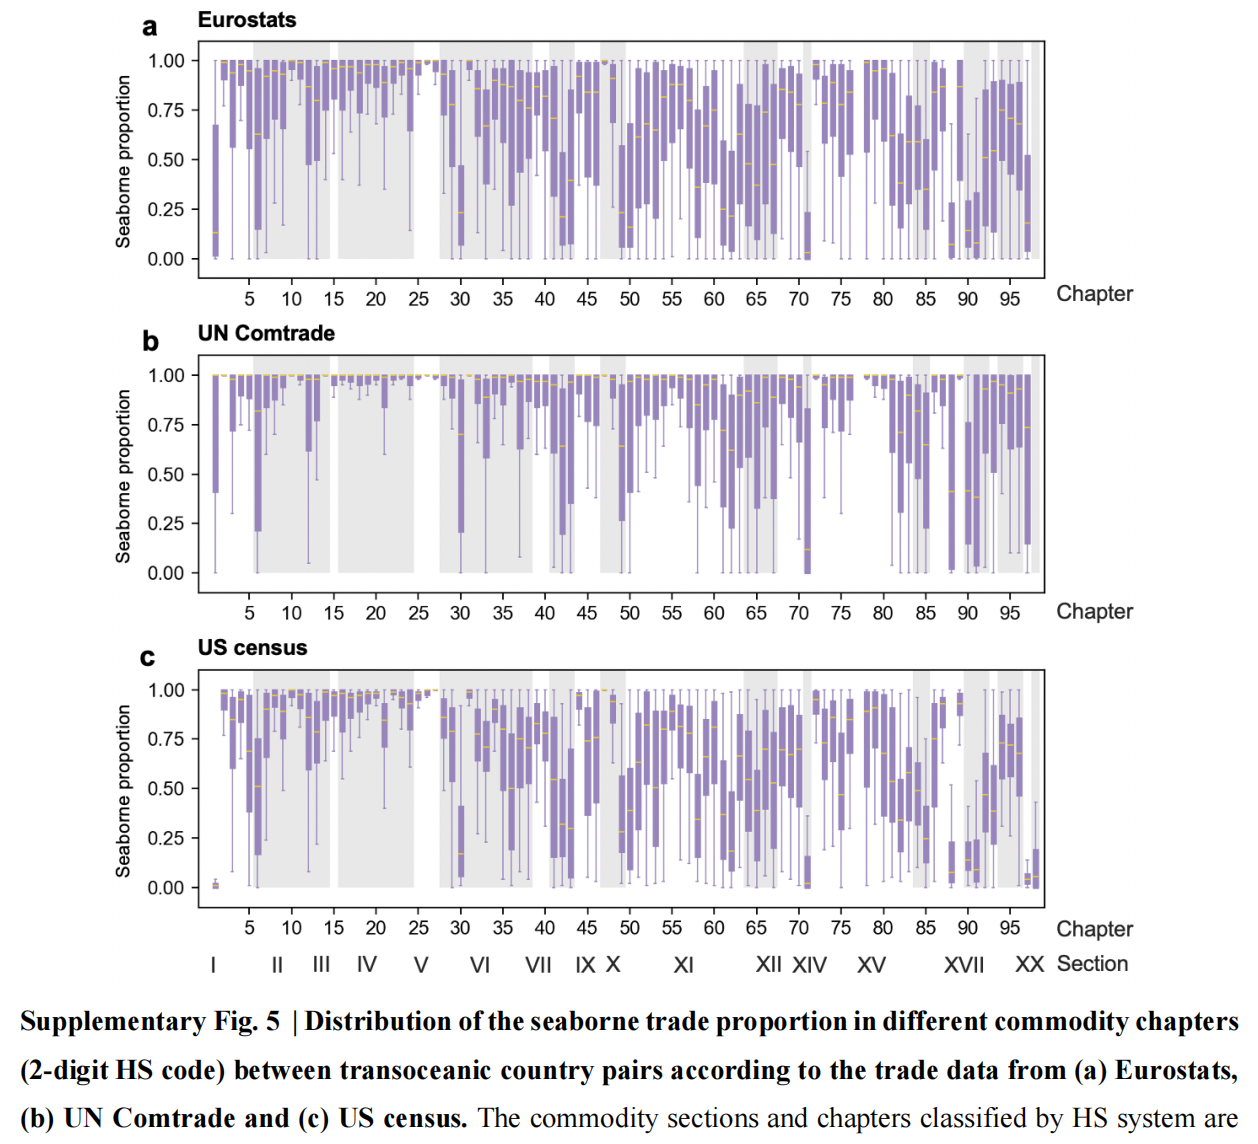 a Eurostats
Seaborne proportion
1.00
0.75
0.50
0.25
0.00
5 10 15 20 25 30 35 40 45 50 55 60 65 70 75 80 85 90 95 Chapter
b UN Comtrade
Seaborne proportion
1.00
0.75
0.50
0.25
0.00
5 10 15 20 25 30 35 40 45 50 55 60 65 70 75 80 85 90 95 Chapter
c US census
Seaborne proportion
1.00
0.75
0.50
0.25
0.00
5 10 15 20 25 30 35 40 45 50 55 60 65 70 75 80 85 90 95 Chapter
I II III IV V VI VII IX X XI XII XIV XV XVII XX Section
Supplementary Fig. 5 | Distribution of the seaborne trade proportion in different commodity chapters
(2-digit HS code) between transoceanic country pairs according to the trade data from (a) Eurostats,
(b) UN Comtrade and (c) US census. The commodity sections and chapters classified by HS system are